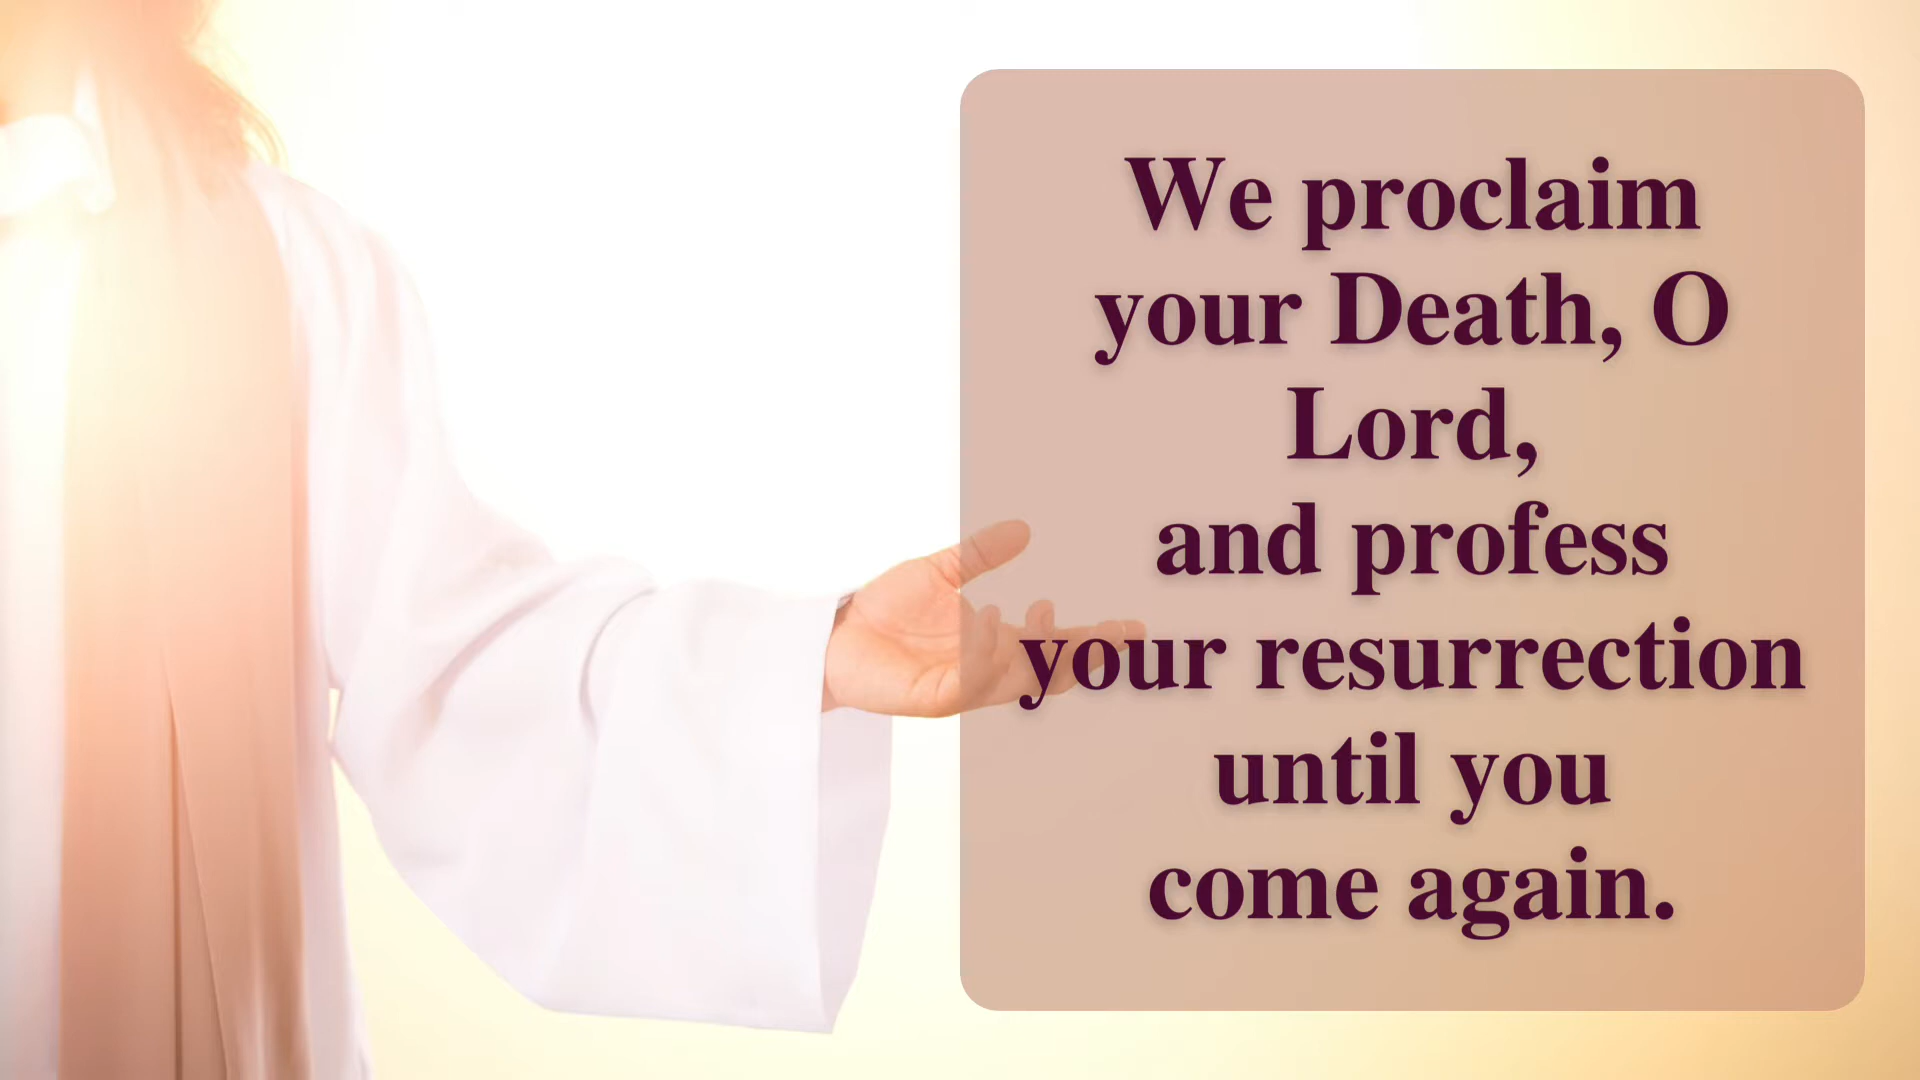 We proclaim
your Death, O
Lord,
and profess
your resurrection
until you
come again.